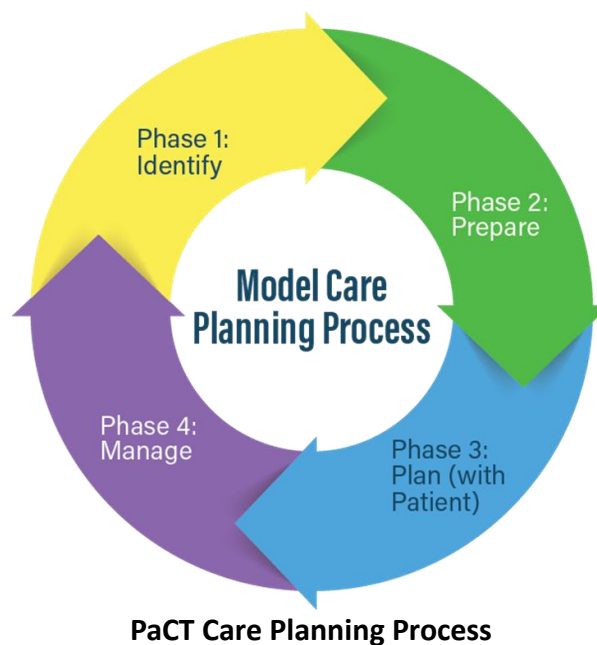 Phase 1:
Identify
Phase 2:
Prepare
Model Care
Planning Process
Phase 4:
Manage
Phase 3:
Plan (with
Patient)
PaCT Care Planning Process